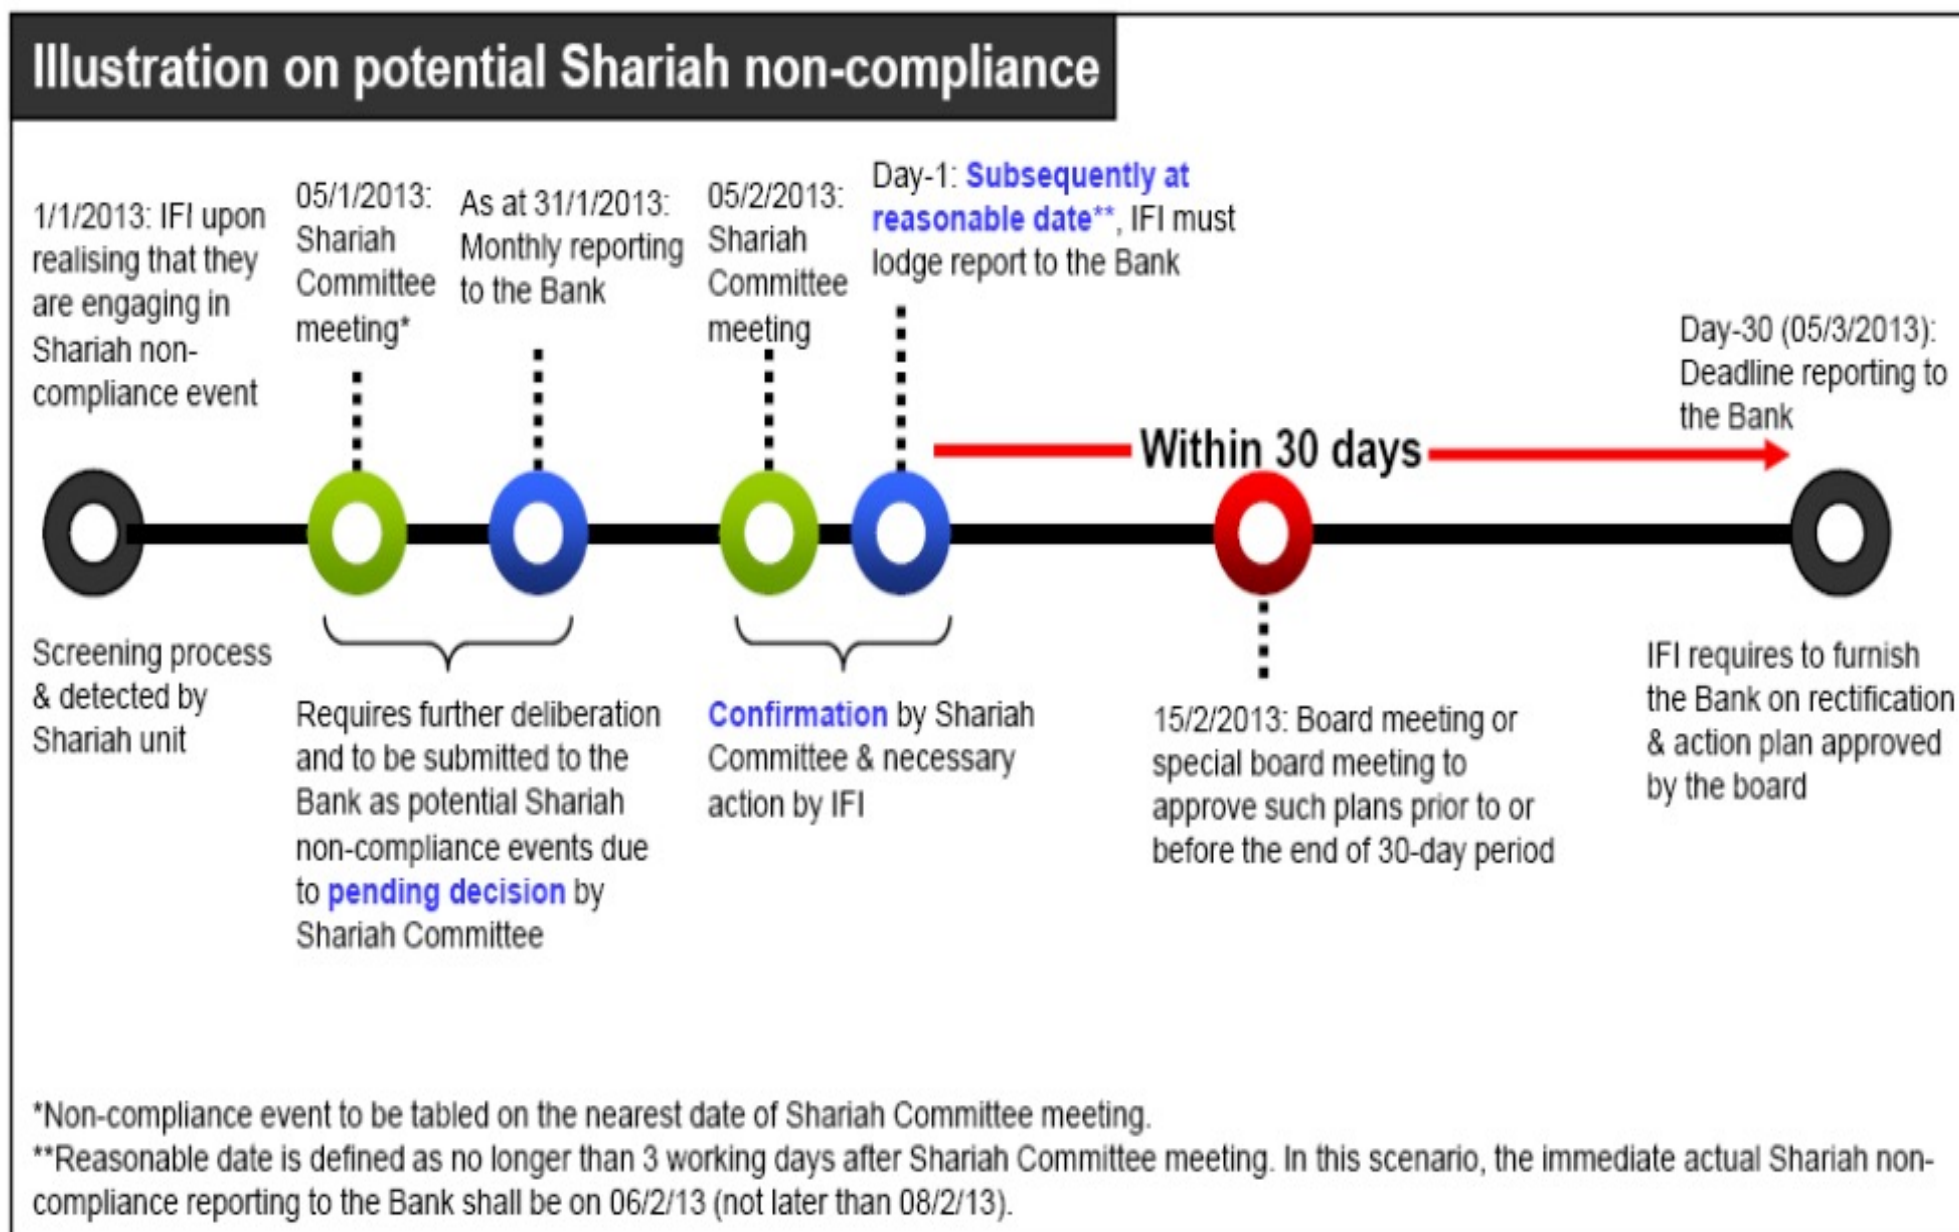 Illustration on potential Shariah non-compliance
1/1/2013: IFI upon
realising that they
are engaging in
Shariah non-
compliance event
05/1/2013:
Shariah
Committee
meeting*
As at 31/1/2013:
Monthly reporting
to the Bank
05/2/2013:
Shariah
Committee
meeting
Day-1: Subsequently at
reasonable date**, IFI must
lodge report to the Bank
Day-30 (05/3/2013):
Deadline reporting to
the Bank
Within 30 days
Screening process
& detected by
Shariah unit
Requires further deliberation
and to be submitted to the
Bank as potential Shariah
non-compliance events due
to pending decision by
Shariah Committee
Confirmation by Shariah
Committee & necessary
action by IFI
15/2/2013: Board meeting or
special board meeting to
approve such plans prior to or
before the end of 30-day period
IFI requires to furnish
the Bank on rectification
& action plan approved
by the board
*Non-compliance event to be tabled on the nearest date of Shariah Committee meeting.
**Reasonable date is defined as no longer than 3 working days after Shariah Committee meeting. In this scenario, the immediate actual Shariah non-
compliance reporting to the Bank shall be on 06/2/13 (not later than 08/2/13).